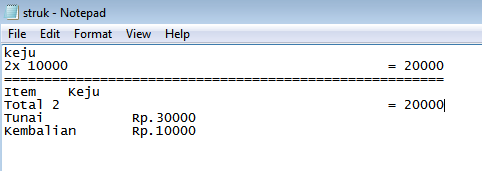 struk - Notepad
File Edit Format View Help
keju
2x 10000 = 20000
=======================================================
Item Keju
Total 2 = 20000
Tunai Rp.30000
Kembalian Rp.10000